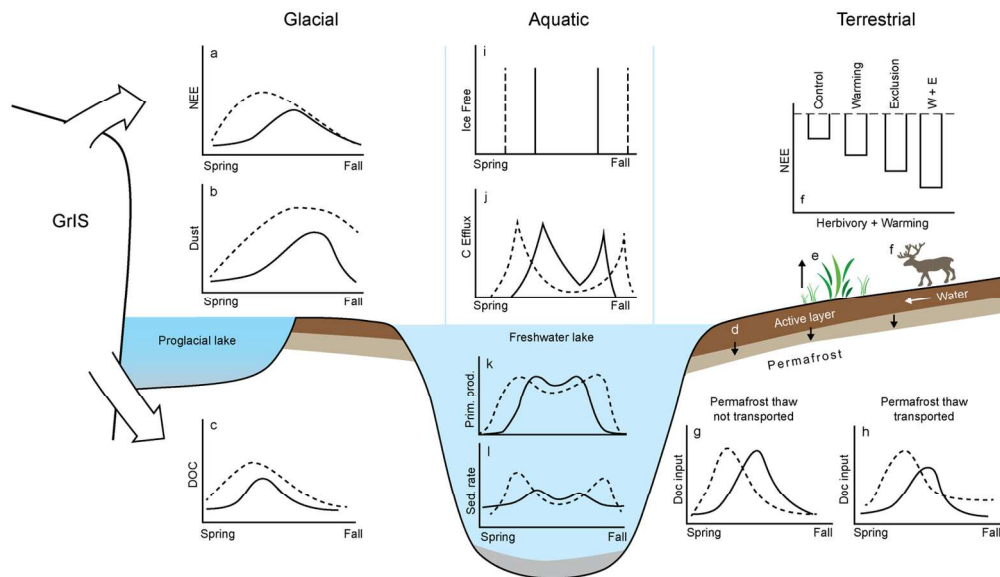 Glacial
Aquatic
Terrestrial
GrIS
a
NEE
Spring
Fall
b
Dust
Spring
Fall
Proglacial lake
c
DOC
Spring
Fall
i
Ice Free
Spring
Fall
j
C Efflux
Spring
Fall
Freshwater lake
k
Prim. prod.
l
Sed. rate
Spring
Fall
Control
Warming
Exclusion
W + E
NEE
f
Herbivory + Warming
e
f
Water
d
Active layer
Permafrost
Permafrost thaw
not transported
g
Doc input
Spring
Fall
Permafrost thaw
transported
h
Doc input
Spring
Fall